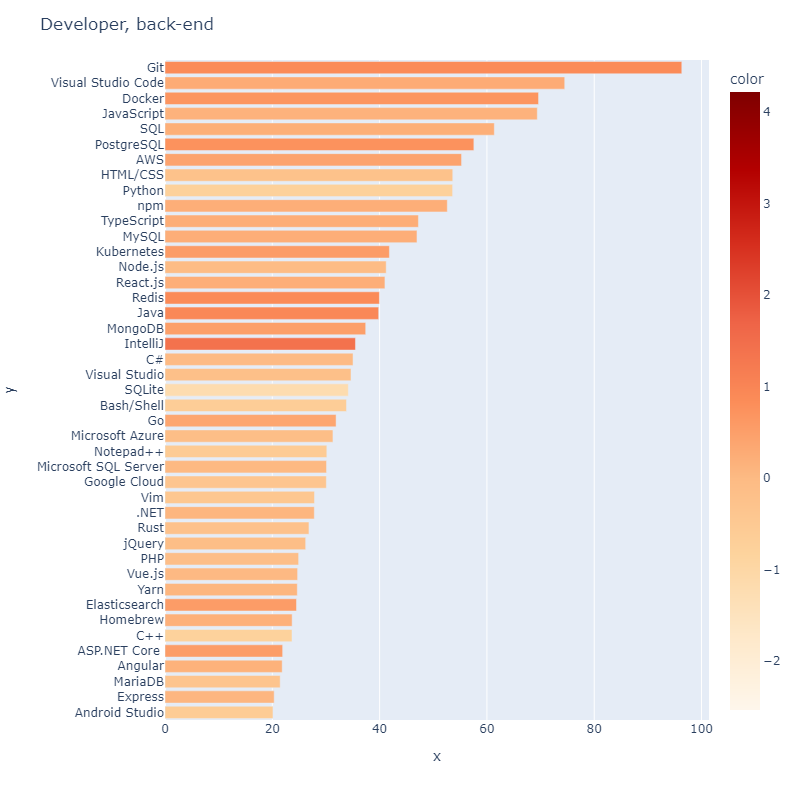 Developer, back-end
Git
Visual Studio Code
Docker
JavaScript
SQL
PostgreSQL
AWS
HTML/CSS
Python
npm
TypeScript
MySQL
Kubernetes
Node.js
React.js
Redis
Java
MongoDB
IntelliJ
C#
Visual Studio
SQLite
Bash/Shell
Go
Microsoft Azure
Notepad++
Microsoft SQL Server
Google Cloud
Vim
.NET
Rust
jQuery
PHP
Vue.js
Yarn
Elasticsearch
Homebrew
C++
ASP.NET Core
Angular
MariaDB
Express
Android Studio
0 20 40 60 80 100
x
y
color
4
3
2
1
0
−1
−2